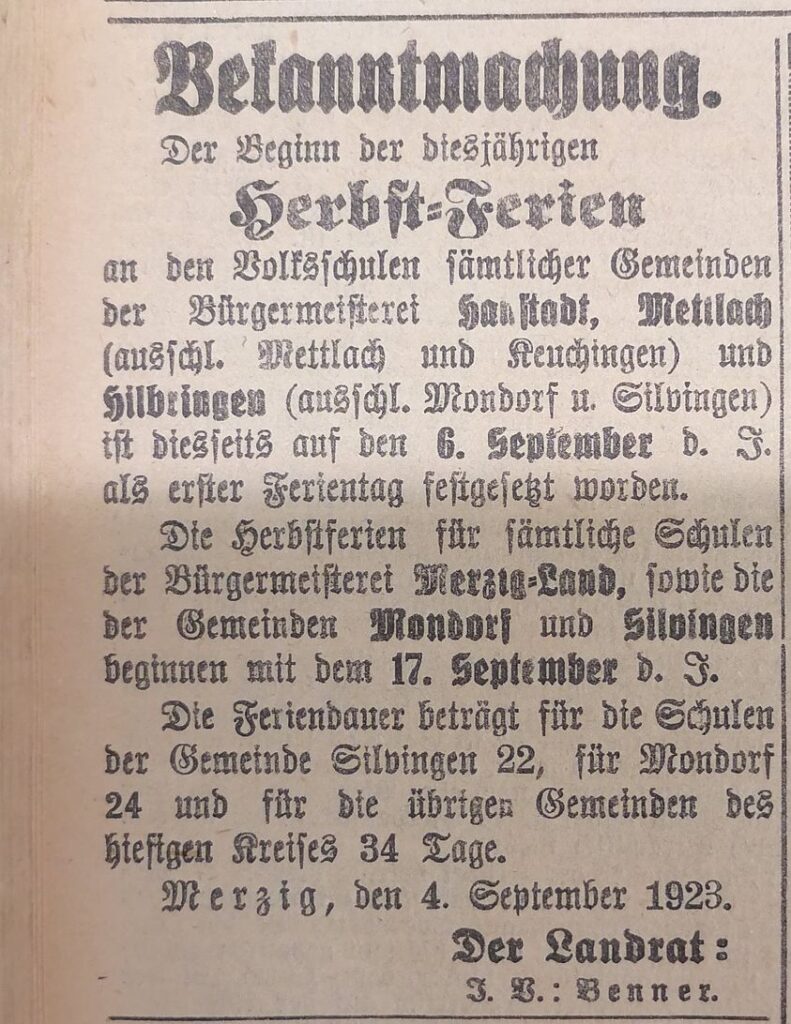 Bekanntmachung.
Der Beginn der diesjährigen
Herbst-Ferien
an den Volksschulen sämtlicher Gemeinden
der Bürgermeisterei Haustadt, Mettlach
(ausschl. Mettlach und Keuchingen) und
Hilbringen (ausschl. Mondorf u. Silvingen)
ist diesseits auf den 6. September d. J.
als erster Ferientag festgesetzt worden.
Die Herbstferien für sämtliche Schulen
der Bürgermeisterei Merzig-Land, sowie die
der Gemeinden Mondorf und Silvingen
beginnen mit dem 17. September d. J.
Die Feriendauer beträgt für die Schulen
der Gemeinde Silvingen 22, für Mondorf
24 und für die übrigen Gemeinden des
hiesigen Kreises 34 Tage.
Merzig, den 4. September 1923.
Der Landrat:
J. V.: Benner.